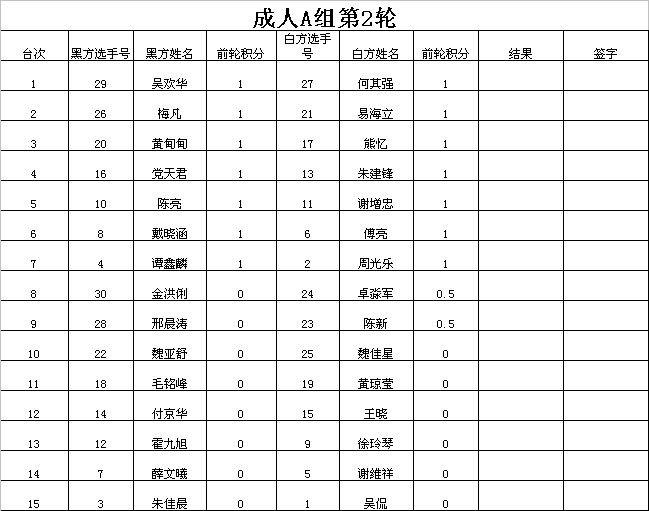 成人A组第2轮
台次 黑方选手号 黑方姓名 前轮积分 白方选手号 白方姓名 前轮积分 结果 签字
1 29 吴欢华 1 27 何其强 1
2 26 梅凡 1 21 易海立 1
3 20 黄甸甸 1 17 熊忆 1
4 16 党天君 1 13 朱建锋 1
5 10 陈亮 1 11 谢增忠 1
6 8 戴晓涵 1 6 傅亮 1
7 4 谭鑫麟 1 2 周光乐 1
8 30 金洪俐 0 24 卓淼军 0.5
9 28 邢晨涛 0 23 陈新 0.5
10 22 魏亚舒 0 25 魏佳星 0
11 18 毛铭峰 0 19 黄琼莹 0
12 14 付京华 0 15 王晓 0
13 12 霍九旭 0 9 徐玲琴 0
14 7 薛文曦 0 5 谢维祥 0
15 3 朱佳晨 0 1 吴侃 0